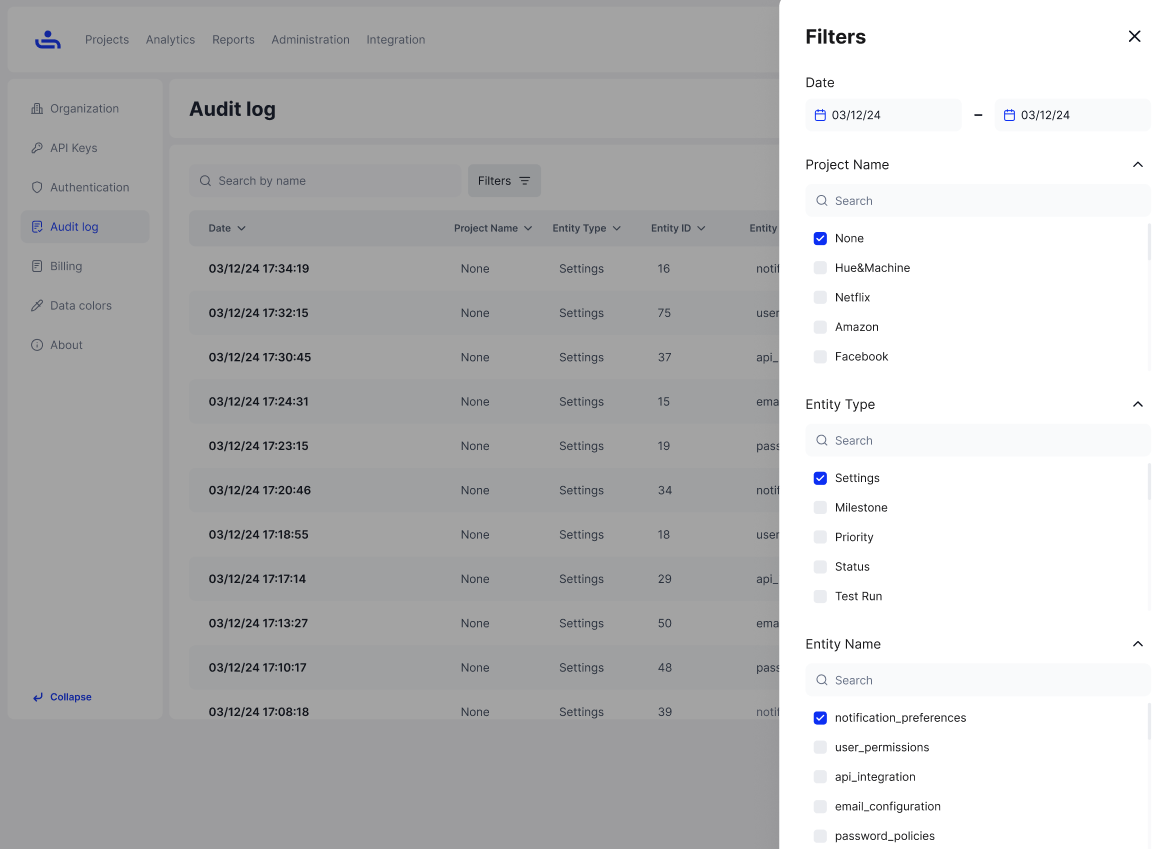 Projects Analytics Reports Administration Integration
Organization
API Keys
Authentication
Audit log
Billing
Data colors
About
Collapse
Audit log
Search by name Filters
Date Project Name Entity Type Entity ID Entity
03/12/24 17:34:19 None Settings 16 notif
03/12/24 17:32:15 None Settings 75 user
03/12/24 17:30:45 None Settings 37 api_
03/12/24 17:24:31 None Settings 15 ema
03/12/24 17:23:15 None Settings 19 pass
03/12/24 17:20:46 None Settings 34 notif
03/12/24 17:18:55 None Settings 18 user
03/12/24 17:17:14 None Settings 29 api_
03/12/24 17:13:27 None Settings 50 ema
03/12/24 17:10:17 None Settings 48 pass
03/12/24 17:08:18 None Settings 39 notif
Filters
Date
03/12/24 – 03/12/24
Project Name
Search
None
Hue&Machine
Netflix
Amazon
Facebook
Entity Type
Search
Settings
Milestone
Priority
Status
Test Run
Entity Name
Search
notification_preferences
user_permissions
api_integration
email_configuration
password_policies